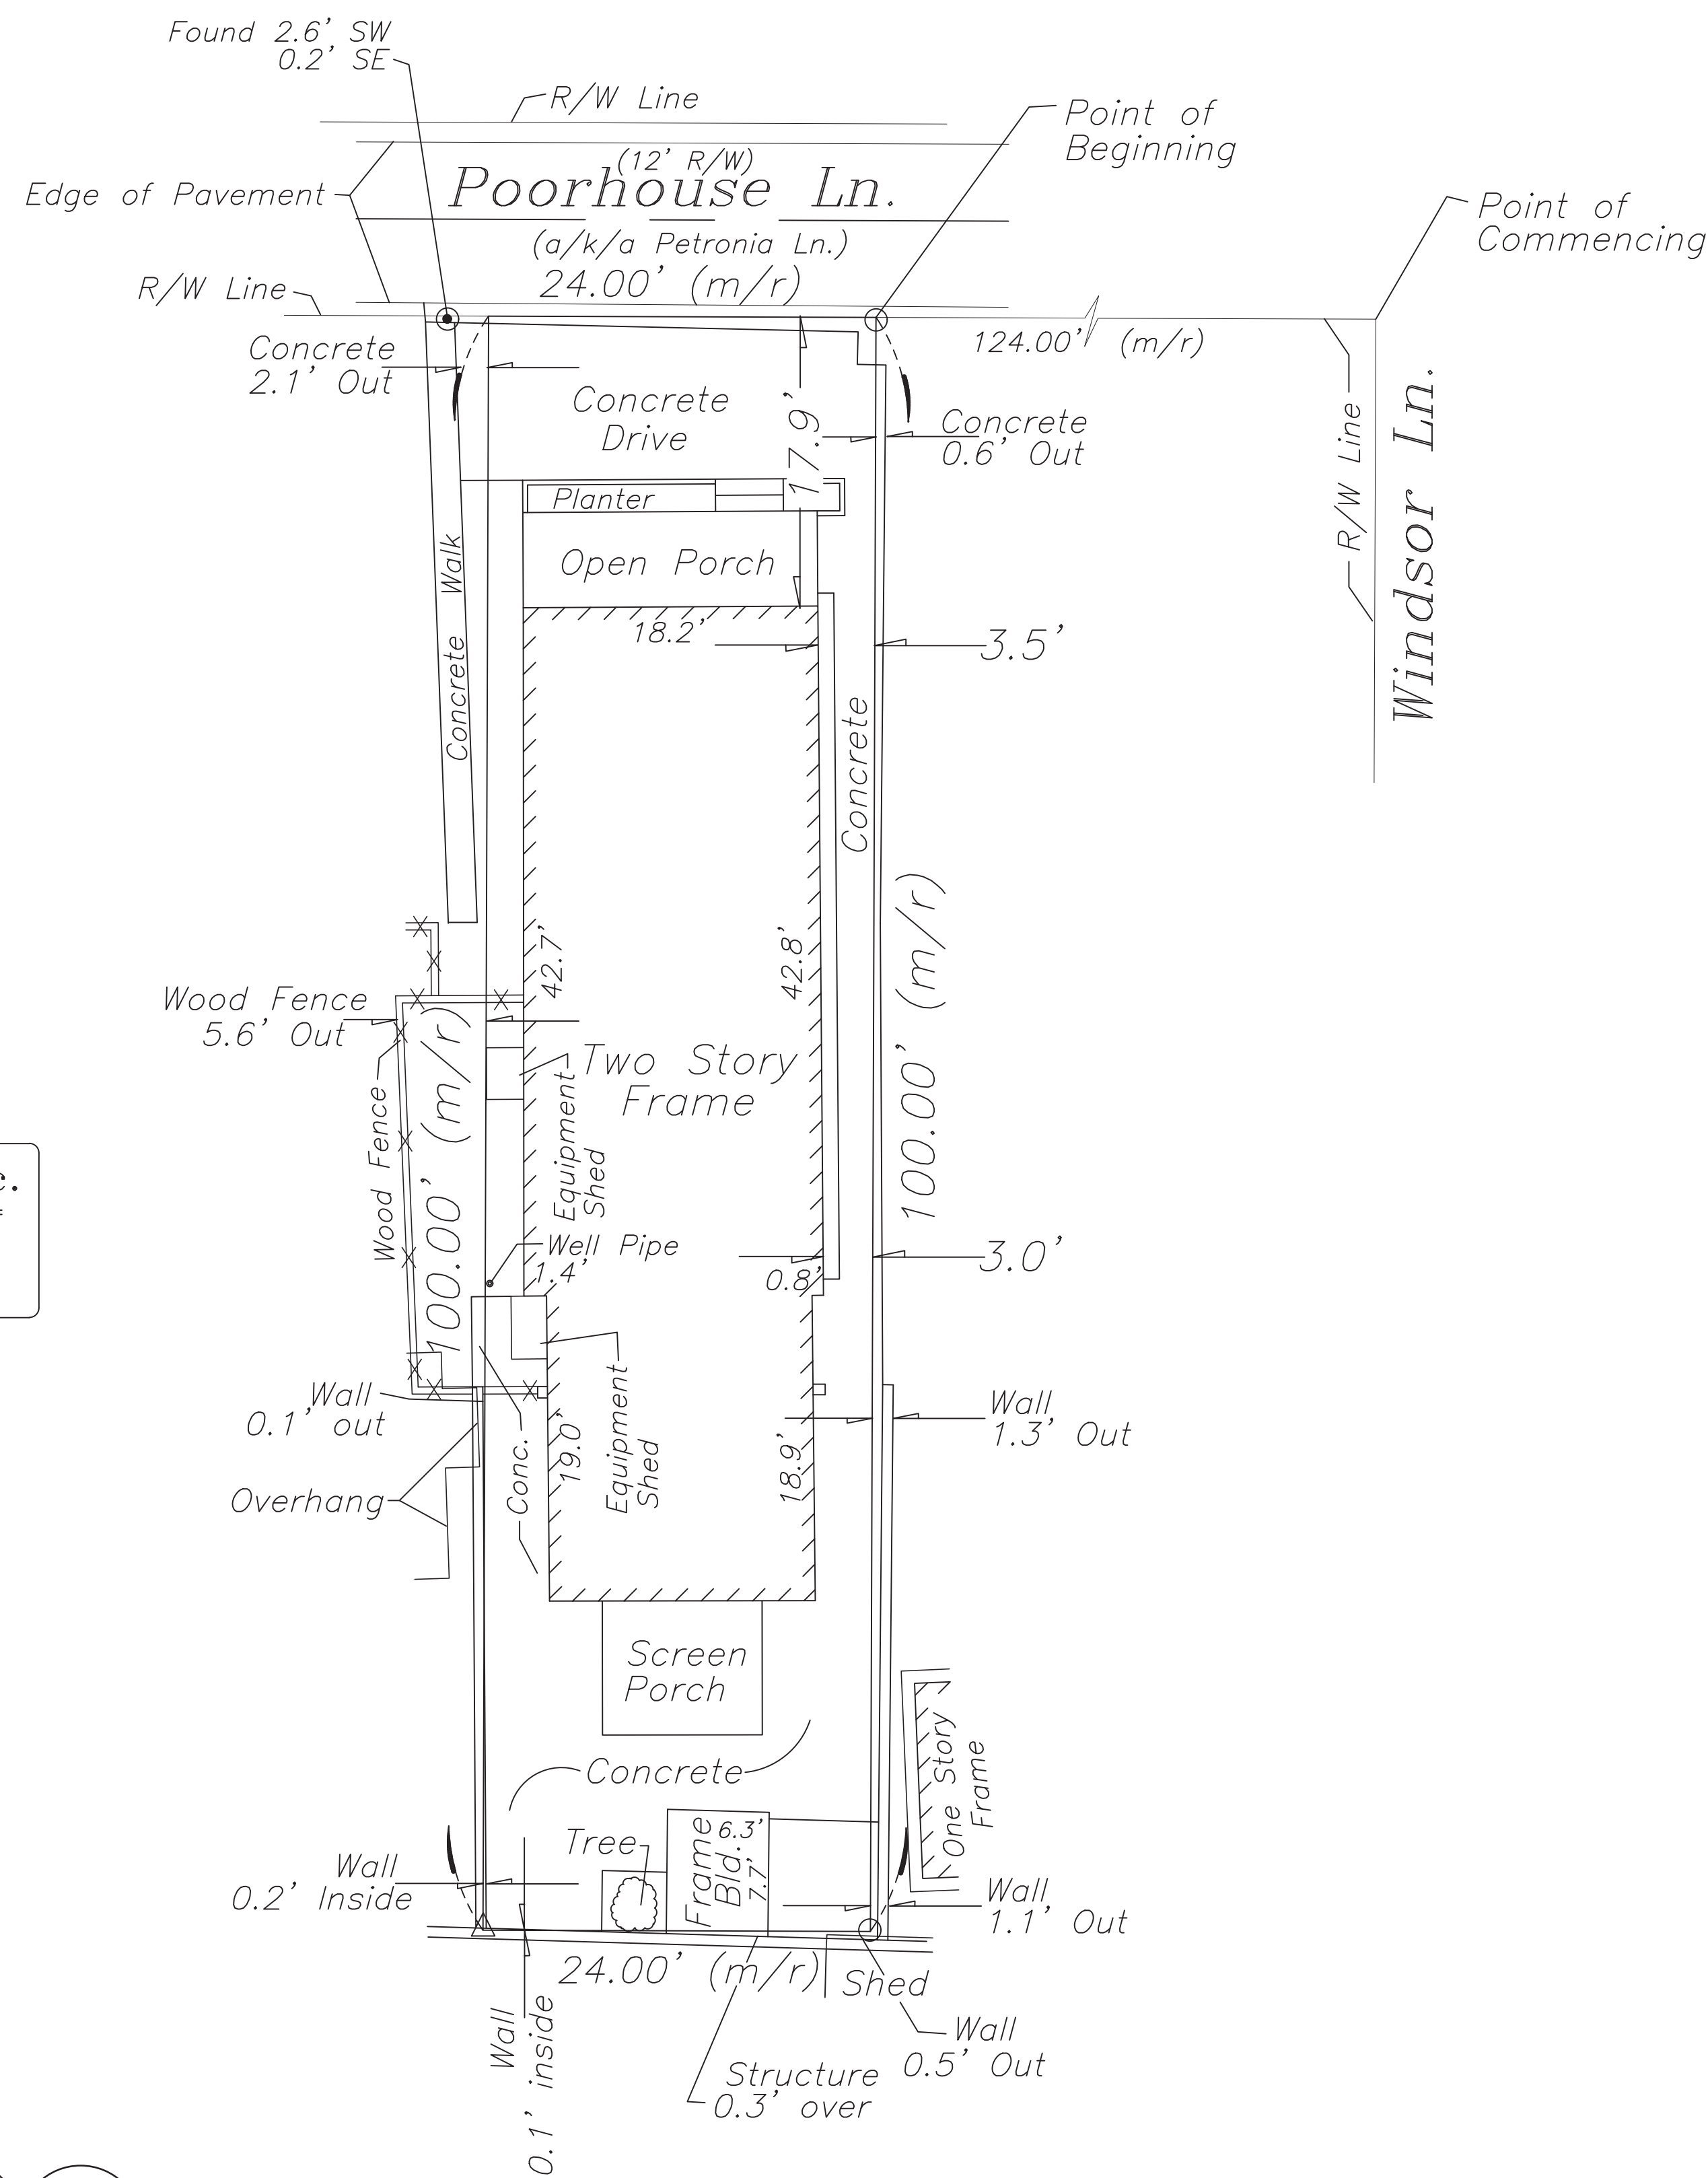 Found 2.6' SW
0.2' SE
R/W Line
Point of
Beginning
(12' R/W)
Poorhouse Ln.
Edge of Pavement
Point of
Commencing
(a/k/a Petronia Ln.)
24.00' (m/r)
R/W Line
124.00' (m/r)
Concrete
2.1' Out
Concrete
Drive
17.9'
Concrete
0.6' Out
R/W Line
Windsor Ln.
Planter
Open Porch
Concrete Walk
18.2'
3.5'
Concrete
42.7'
42.8'
100.00' (m/r)
Wood Fence
5.6' Out
Two Story
Frame
Equipment
Shed
Wood Fence
100.00' (m/r)
Well Pipe
1.4'
0.8'
3.0'
c.
Equipment
Shed
Wall
0.1' out
Wall
1.3' Out
19.0'
18.9'
Conc.
Overhang
Screen
Porch
One Story
Frame
Concrete
Tree
Frame
Bld.
6.3'
7.7'
Wall
0.2' Inside
Wall
1.1' Out
24.00' (m/r)
Shed
Wall
0.1' inside
Wall
0.5' Out
Structure
0.3' over